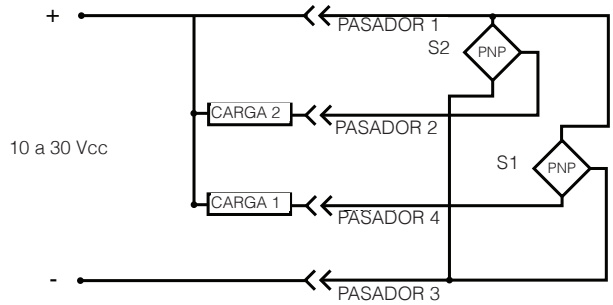 +
PASADOR 1
S2
PNP
CARGA 2
PASADOR 2
10 a 30 Vcc
S1
PNP
CARGA 1
PASADOR 4
-
PASADOR 3